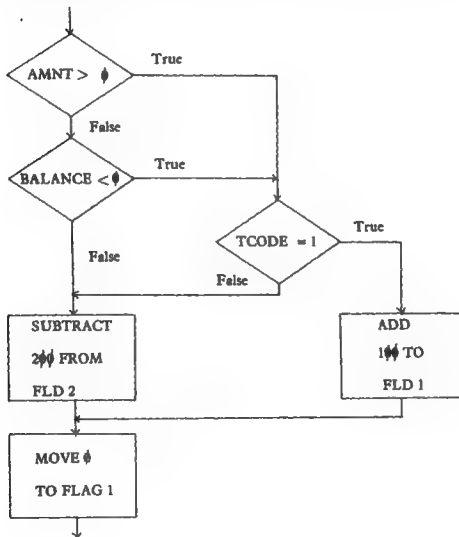 True
AMNT > ϕ
False
True
BALANCE < ϕ
True
TCODE = 1
False
False
SUBTRACT
2ϕϕ FROM
FLD 2
ADD
1ϕϕ TO
FLD 1
MOVE ϕ
TO FLAG 1